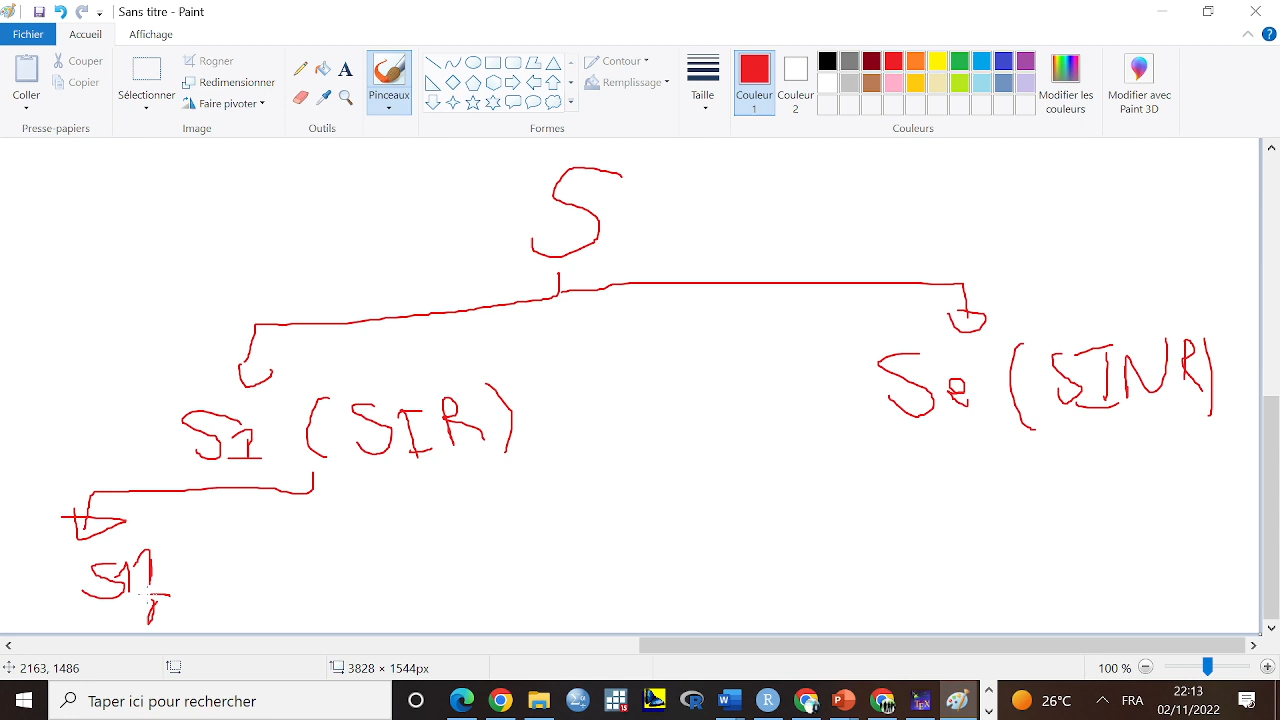 Sans titre - Paint
Fichier Accueil Affichage
Coller
Couper
Copier
Presse-papiers
Sélectionner
Rogner
Redimensionner
Faire pivoter
Image
Outils
Pinceaux
Formes
Contour
Remplissage
Taille
Couleur 1
Couleur 2
Couleurs
Modifier les couleurs
Modifier avec Paint 3D
S
SI (SIR)
Se (SINR)
2163, 1486
3828 × 1544px
100 %
Taper ici pour rechercher
26°C
FRA
22:13
02/11/2022